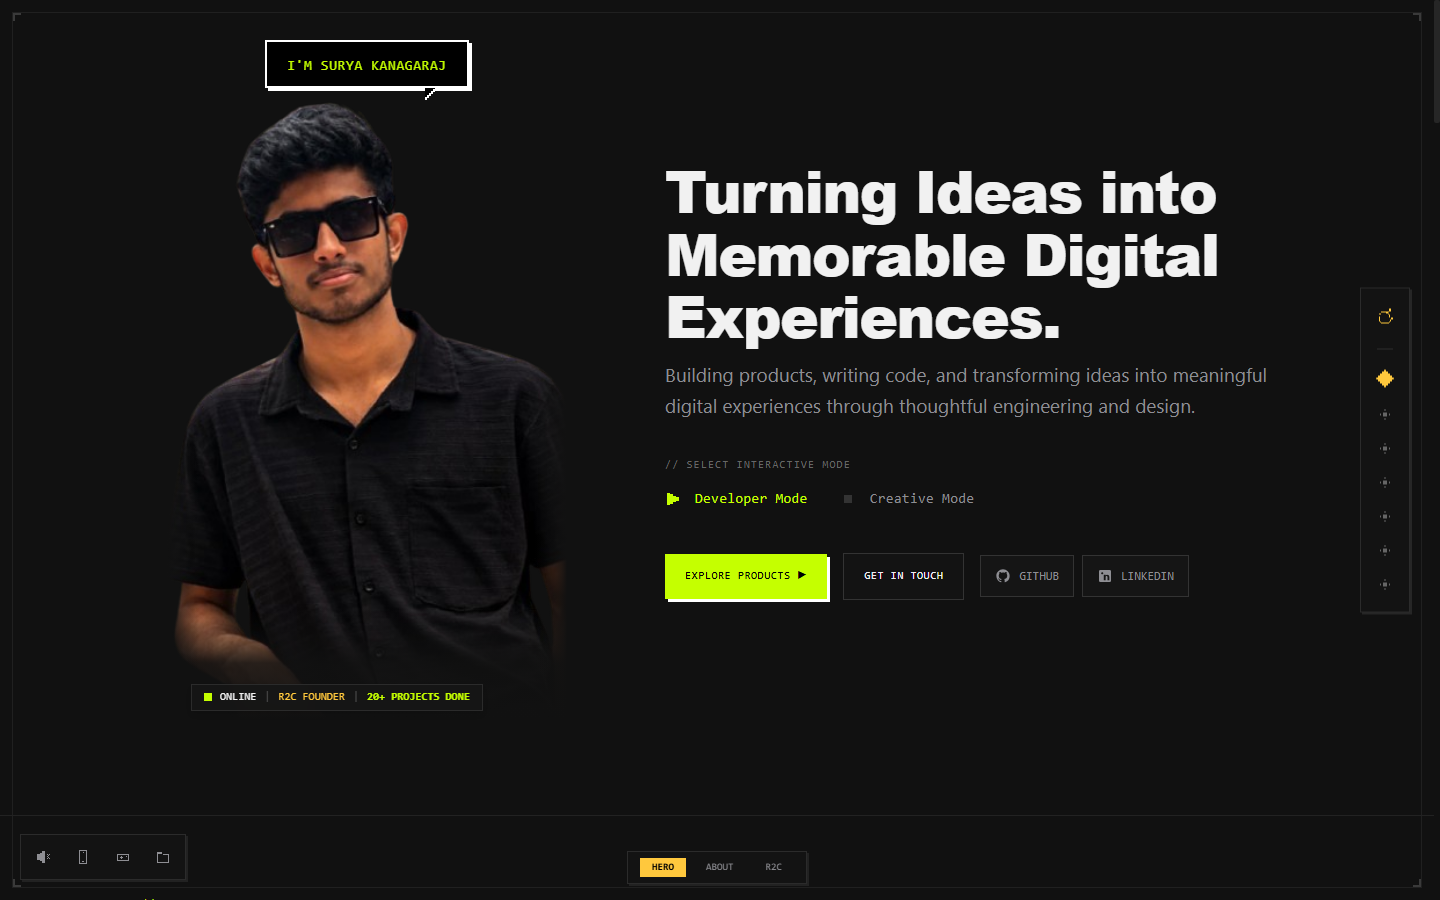 I'M SURYA KANAGARAJ
Turning Ideas into
Memorable Digital
Experiences.
Building products, writing code, and transforming ideas into meaningful
digital experiences through thoughtful engineering and design.
// SELECT INTERACTIVE MODE
Developer Mode
Creative Mode
EXPLORE PRODUCTS
GET IN TOUCH
GITHUB
LINKEDIN
ONLINE | R2C FOUNDER | 20+ PROJECTS DONE
HERO
ABOUT
R2C